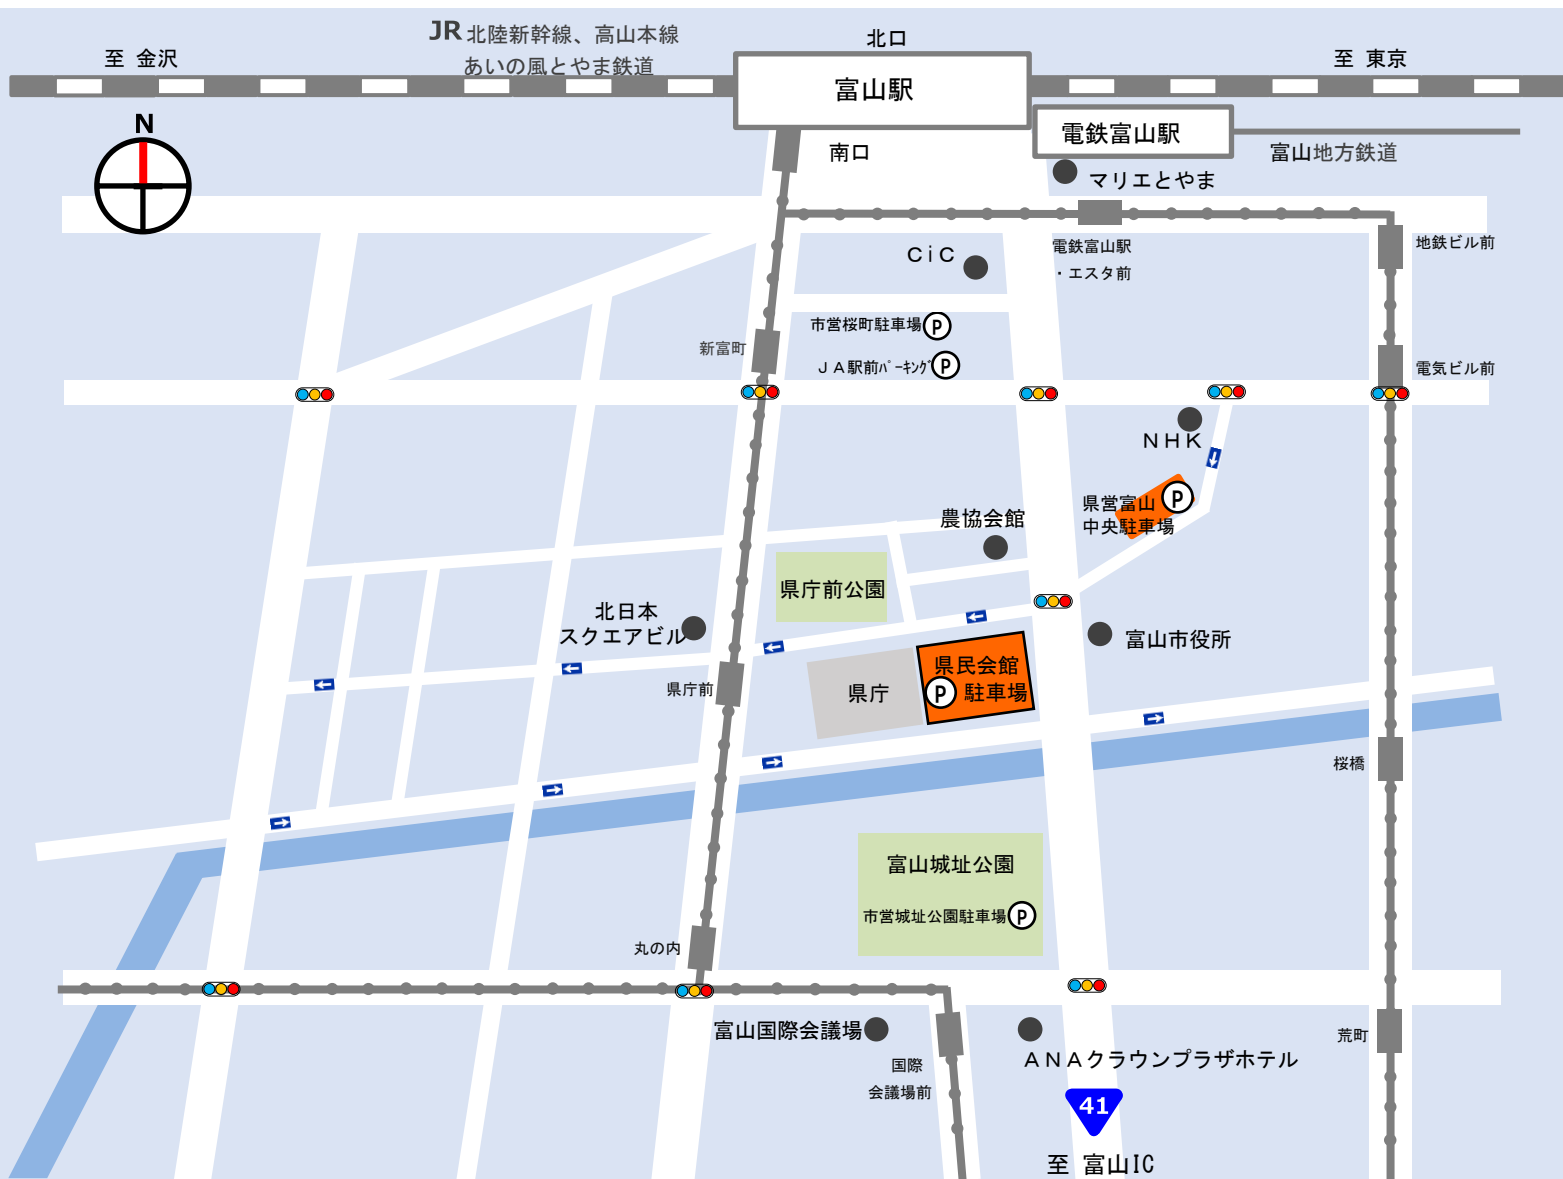 JR 北陸新幹線、高山本線
あいの風とやま鉄道
至 金沢
北口
至 東京
富山駅
N
電鉄富山駅
南口
富山地方鉄道
マリエとやま
CiC
電鉄富山駅
・エスタ前
地鉄ビル前
市営桜町駐車場 P
新富町
JA駅前ﾊﾟｰｷﾝｸﾞ P
電気ビル前
NHK
県営富山 P
中央駐車場
農協会館
県庁前公園
北日本
スクエアビル
富山市役所
県民会館
P 駐車場
県庁前
県庁
桜橋
富山城址公園
市営城址公園駐車場 P
丸の内
富山国際会議場
荒町
国際
会議場前
ANAクラウンプラザホテル
41
至 富山IC